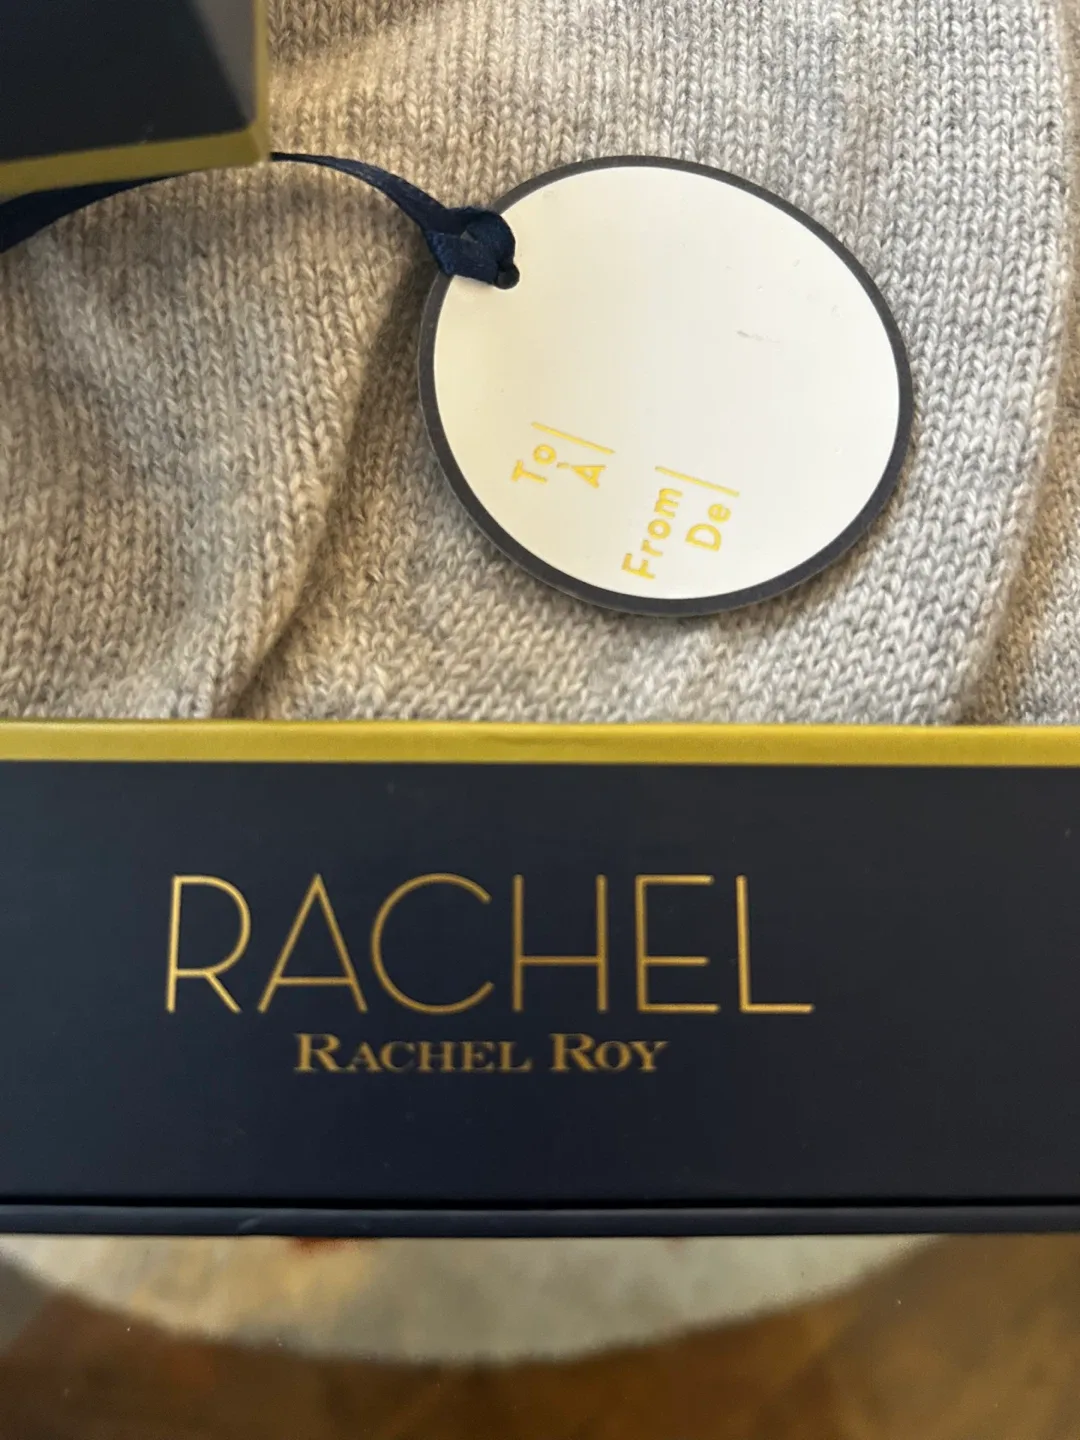 To|
À|
From|
De|
RACHEL
RACHEL ROY